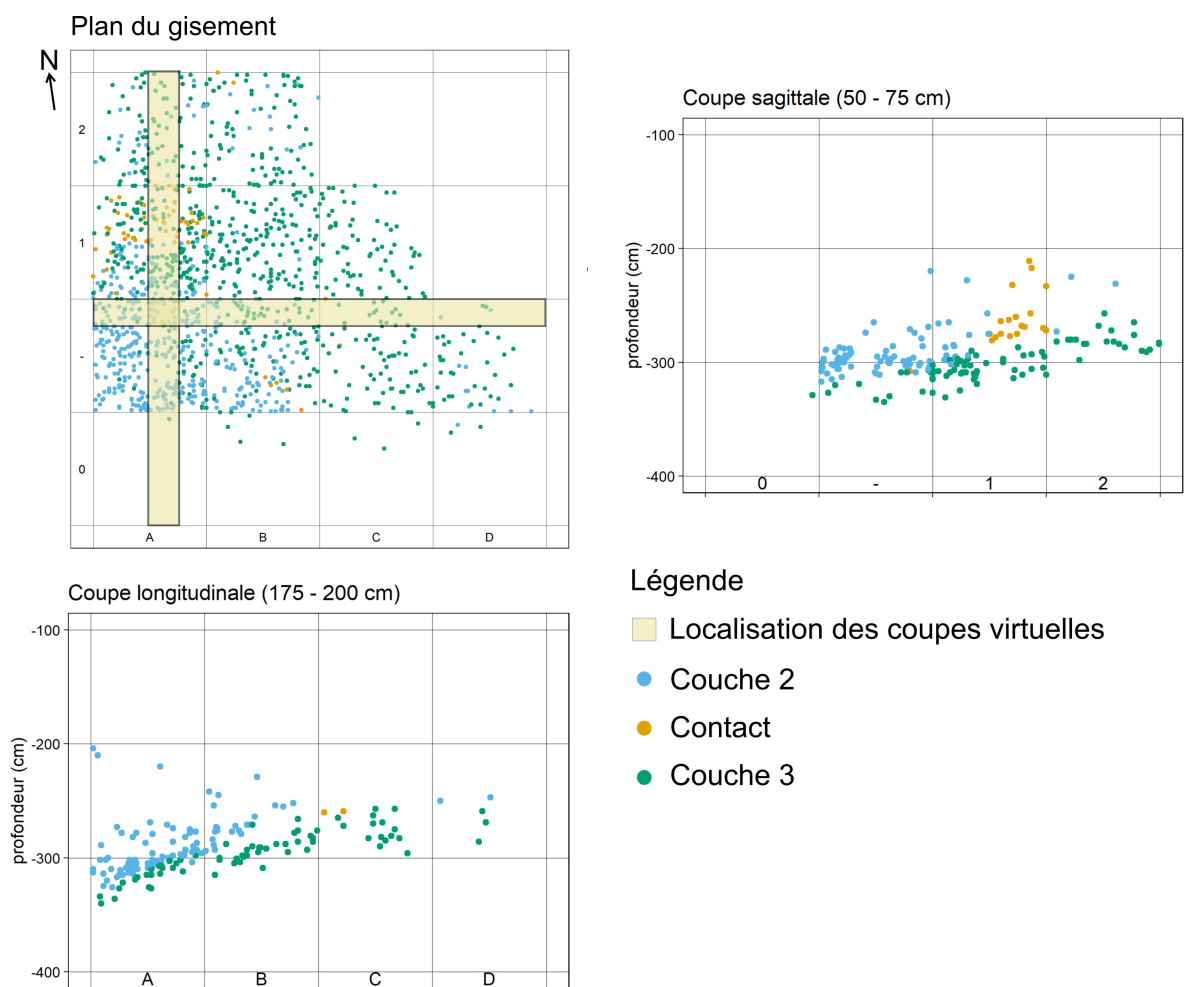 Plan du gisement
N
2
1
-
0
A B C D
Coupe sagittale (50 - 75 cm)
-100
-200
-300
-400
profondeur (cm)
0 - 1 2
Coupe longitudinale (175 - 200 cm)
-100
-200
-300
-400
profondeur (cm)
A B C D
Légende
Localisation des coupes virtuelles
Couche 2
Contact
Couche 3